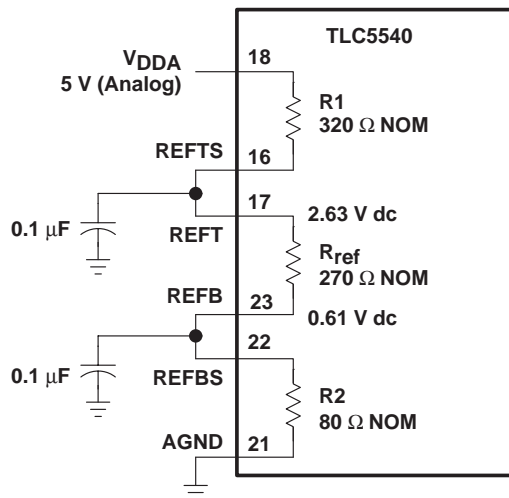 TLC5540
VDDA
5 V (Analog)
18
R1
320 Ω NOM
REFTS
16
17
2.63 V dc
0.1 μF
REFT
Rref
270 Ω NOM
REFB
23
0.61 V dc
22
0.1 μF
REFBS
R2
80 Ω NOM
AGND
21